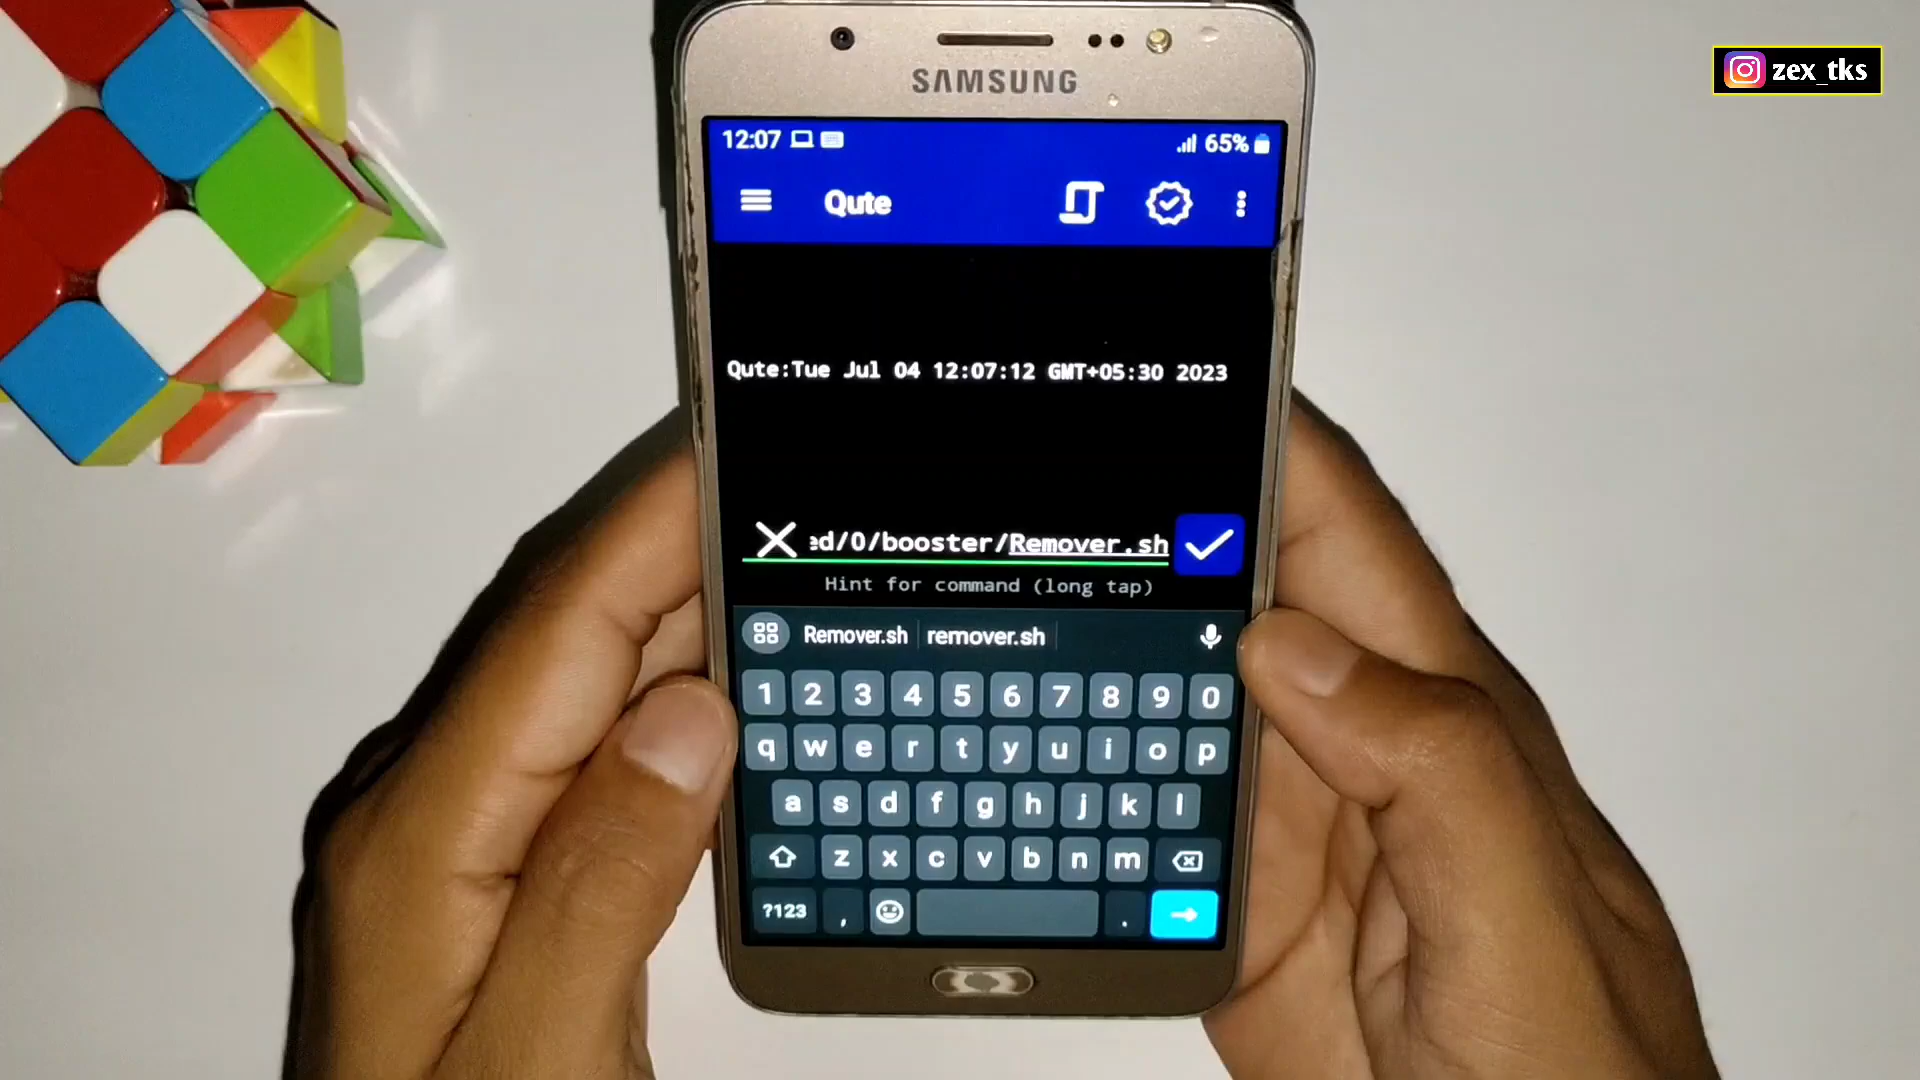 zex_tks
SAMSUNG
12:07 65%
Qute
Qute:Tue Jul 04 12:07:12 GMT+05:30 2023
ed/0/booster/Remover.sh
Hint for command (long tap)
Remover.sh remover.sh
1 2 3 4 5 6 7 8 9 0
q w e r t y u i o p
a s d f g h j k l
z x c v b n m
?123 , .